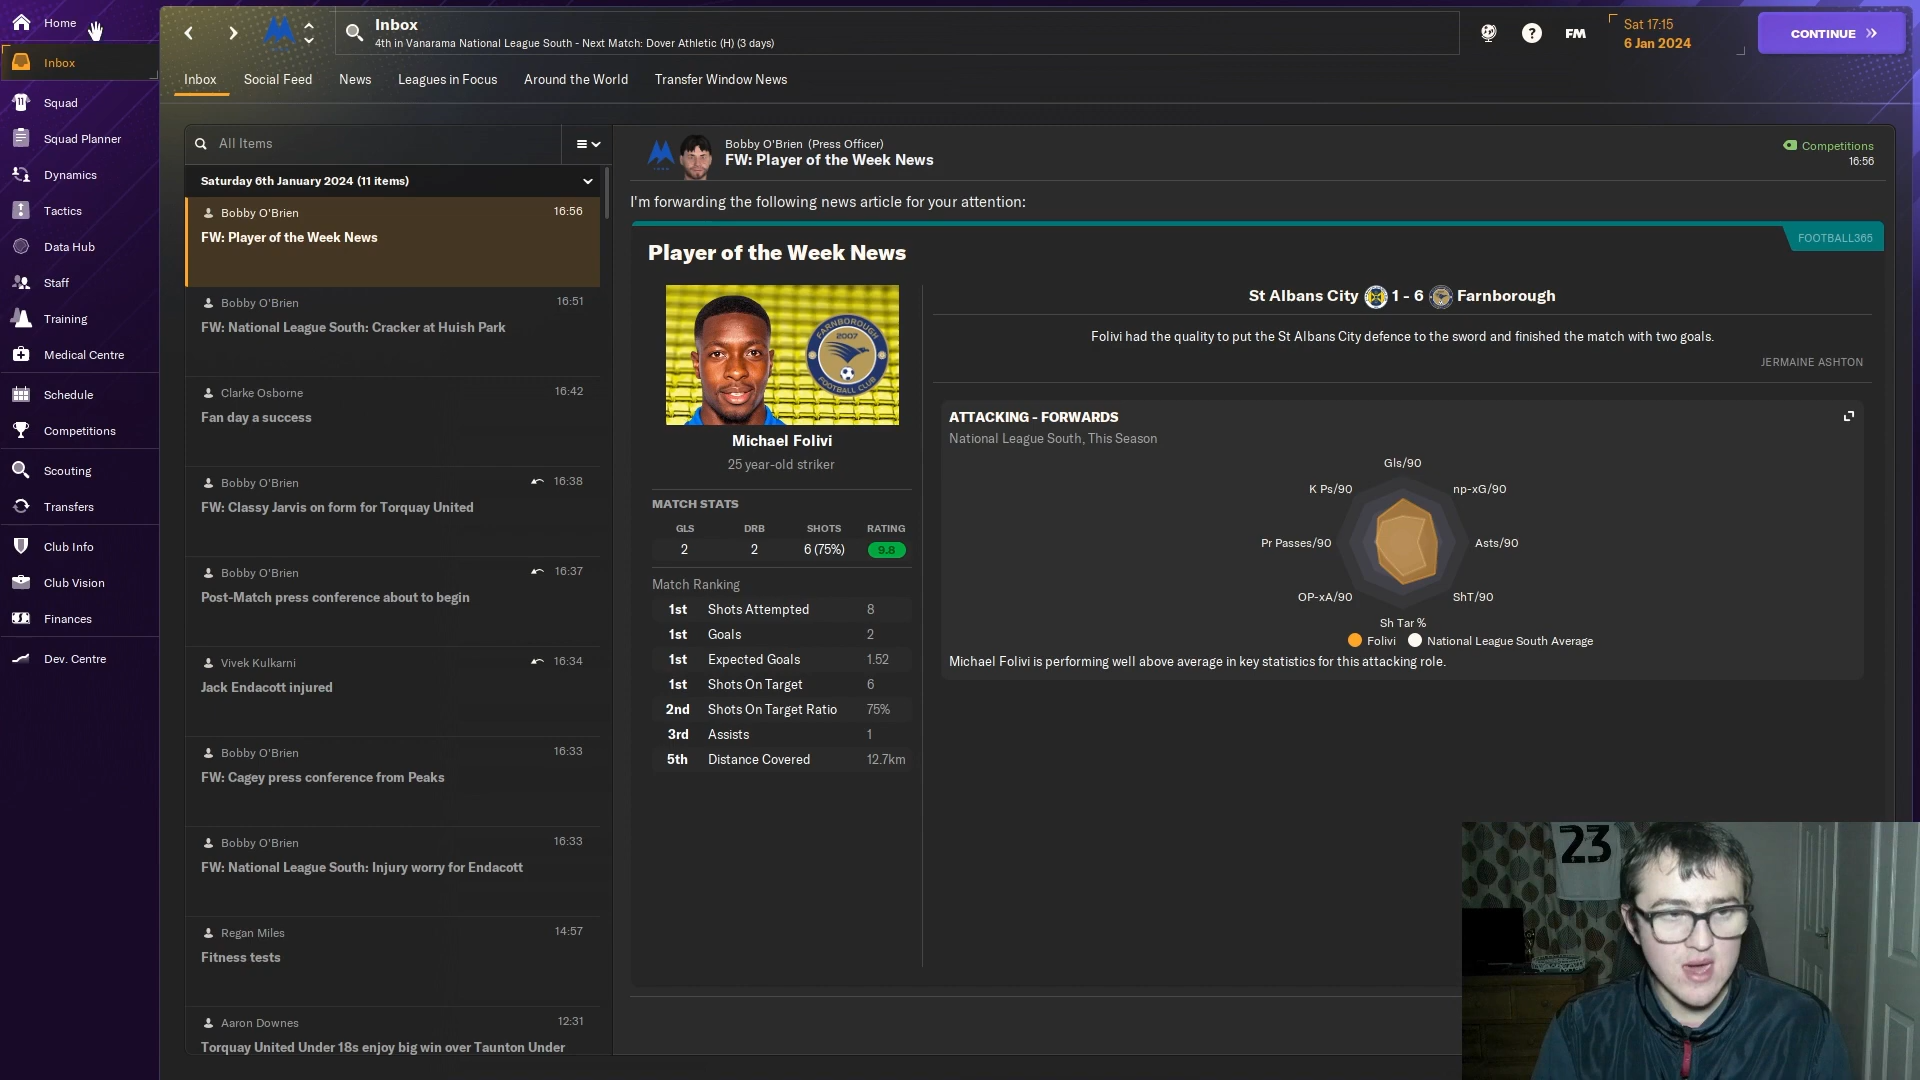 Home
Inbox
Squad
Squad Planner
Dynamics
Tactics
Data Hub
Staff
Training
Medical Centre
Schedule
Competitions
Scouting
Transfers
Club Info
Club Vision
Finances
Dev. Centre
Inbox
4th in Vanarama National League South - Next Match: Dover Athletic (H) (3 days)
FM
Sat 17:15
6 Jan 2024
CONTINUE
Inbox Social Feed News Leagues in Focus Around the World Transfer Window News
All Items
Saturday 6th January 2024 (11 items)
Bobby O'Brien 16:56
FW: Player of the Week News
Bobby O'Brien 16:51
FW: National League South: Cracker at Huish Park
Clarke Osborne 16:42
Fan day a success
Bobby O'Brien 16:38
FW: Classy Jarvis on form for Torquay United
Bobby O'Brien 16:37
Post-Match press conference about to begin
Vivek Kulkarni 16:34
Jack Endacott injured
Bobby O'Brien 16:33
FW: Cagey press conference from Peaks
Bobby O'Brien 16:33
FW: National League South: Injury worry for Endacott
Regan Miles 14:57
Fitness tests
Aaron Downes 12:31
Torquay United Under 18s enjoy big win over Taunton Under
Bobby O'Brien (Press Officer)
FW: Player of the Week News
Competitions
16:56
I'm forwarding the following news article for your attention:
FOOTBALL365
Player of the Week News
FARNBOROUGH
2007
FOOTBALL CLUB
Michael Folivi
25 year-old striker
MATCH STATS
GLS DRB SHOTS RATING
2 2 6 (75%) 9.8
Match Ranking
1st Shots Attempted 8
1st Goals 2
1st Expected Goals 1.52
1st Shots On Target 6
2nd Shots On Target Ratio 75%
3rd Assists 1
5th Distance Covered 12.7km
St Albans City 1 - 6 Farnborough
Folivi had the quality to put the St Albans City defence to the sword and finished the match with two goals.
JERMAINE ASHTON
ATTACKING - FORWARDS
National League South, This Season
Gls/90
K Ps/90 np-xG/90
Pr Passes/90 Asts/90
OP-xA/90 ShT/90
Sh Tar %
Folivi National League South Average
Michael Folivi is performing well above average in key statistics for this attacking role.
23